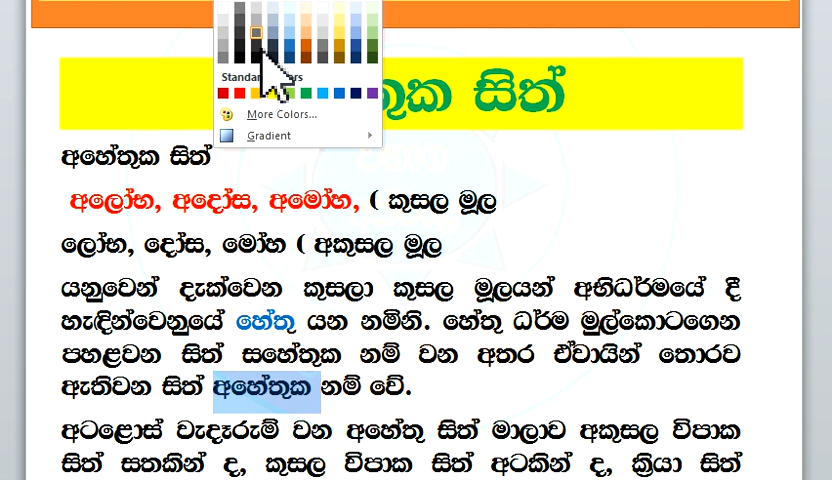 Standar
rs
More Colors...
Gradient
සිත්
අහේතුක සිත්
අලෝභ, අදෝස, අමෝහ, ( කුසල මූල
ලෝභ, දෝස, මෝහ ( අකුසල මූල
යනුවෙන් දැක්වෙන කුසලා කුසල මූලයන් අභිධර්මයේ දී
හැඳින්වෙනුයේ හේතු යන නමිනි. හේතු ධර්ම මුල්කොටගෙන
පහළවන සිත් සහේතුක නම් වන අතර ඒවායින් තොරව
ඇතිවන සිත් අහේතුක නම් වේ.
අටළොස් වැදෑරුම් වන අහේතු සිත් මාලාව අකුසල විපාක
සිත් සතකින් ද, කුසල විපාක සිත් අටකින් ද, ක්‍රියා සිත්